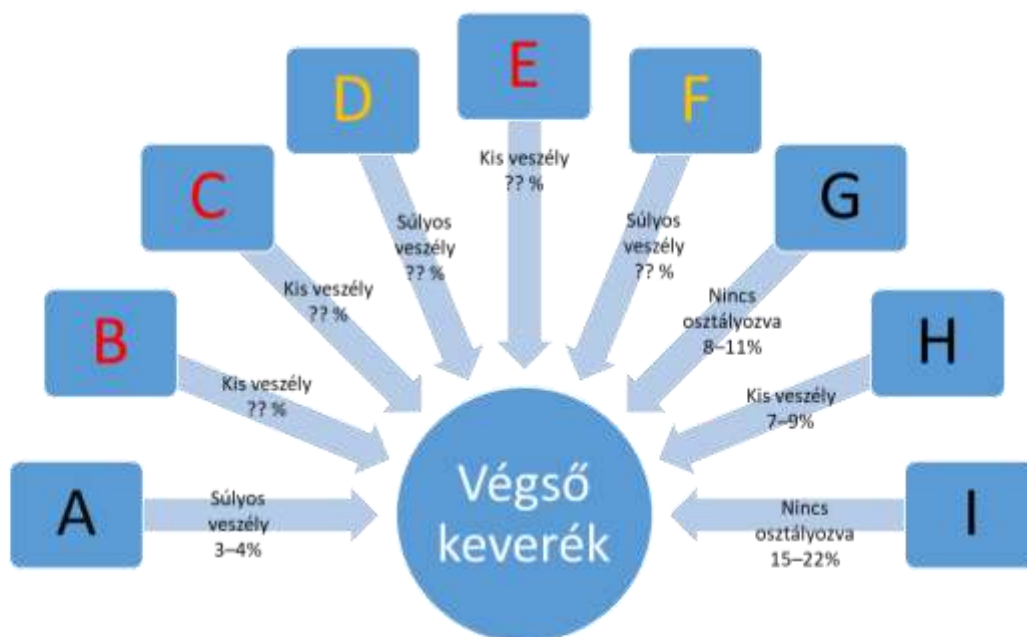 E
D
F
C
G
B
H
A
I
Kis veszély
?? %
Súlyos
veszély
?? %
Súlyos
veszély
?? %
Kis veszély
?? %
Nincs
osztályozva
8–11%
Kis veszély
?? %
Kis veszély
7–9%
Súlyos
veszély
3–4%
Nincs
osztályozva
15–22%
Végső
keverék